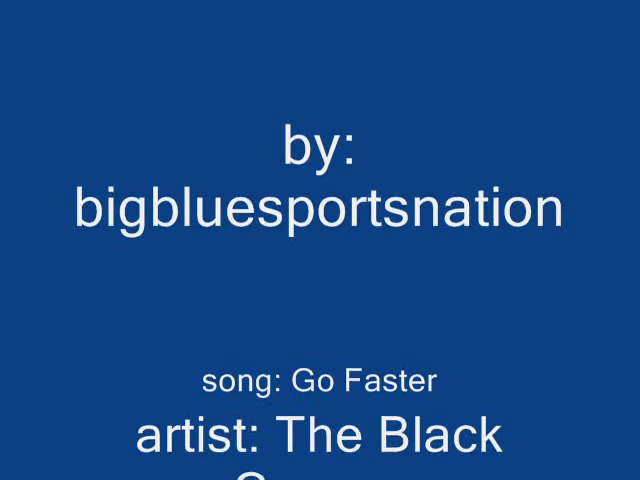 by:
bigbluesportsnation
song: Go Faster
artist: The Black